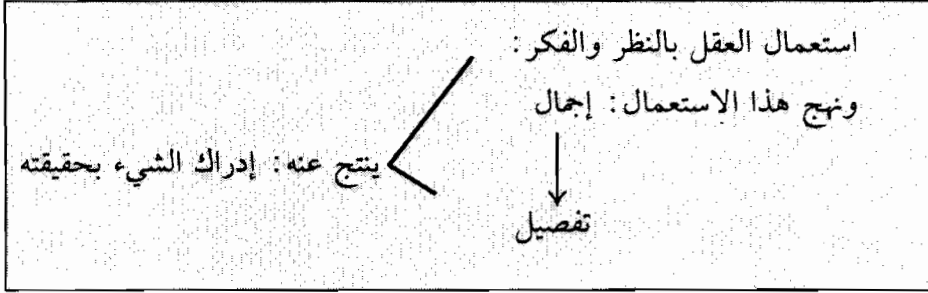 استعمال العقل بالنظر والفكر:
ونهج هذا الاستعمال: إجمال
ينتج عنه: إدراك الشيء بحقيقته
تفصيل